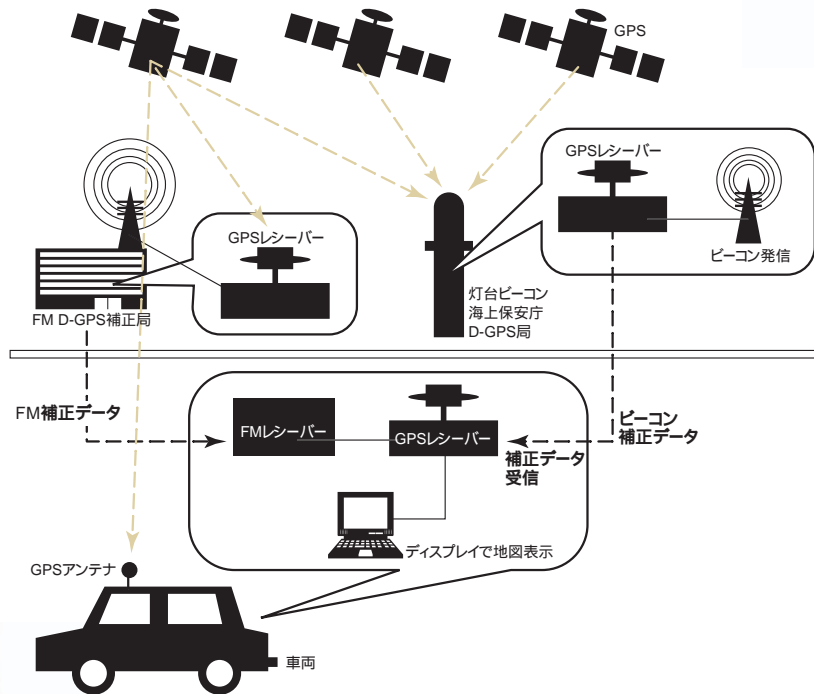 GPS
GPSレシーバー
ビーコン発信
GPSレシーバー
灯台ビーコン
海上保安庁
D-GPS局
FM D-GPS補正局
FM補正データ
FMレシーバー
GPSレシーバー
ビーコン
補正データ
補正データ
受信
ディスプレイで地図表示
GPSアンテナ
車両